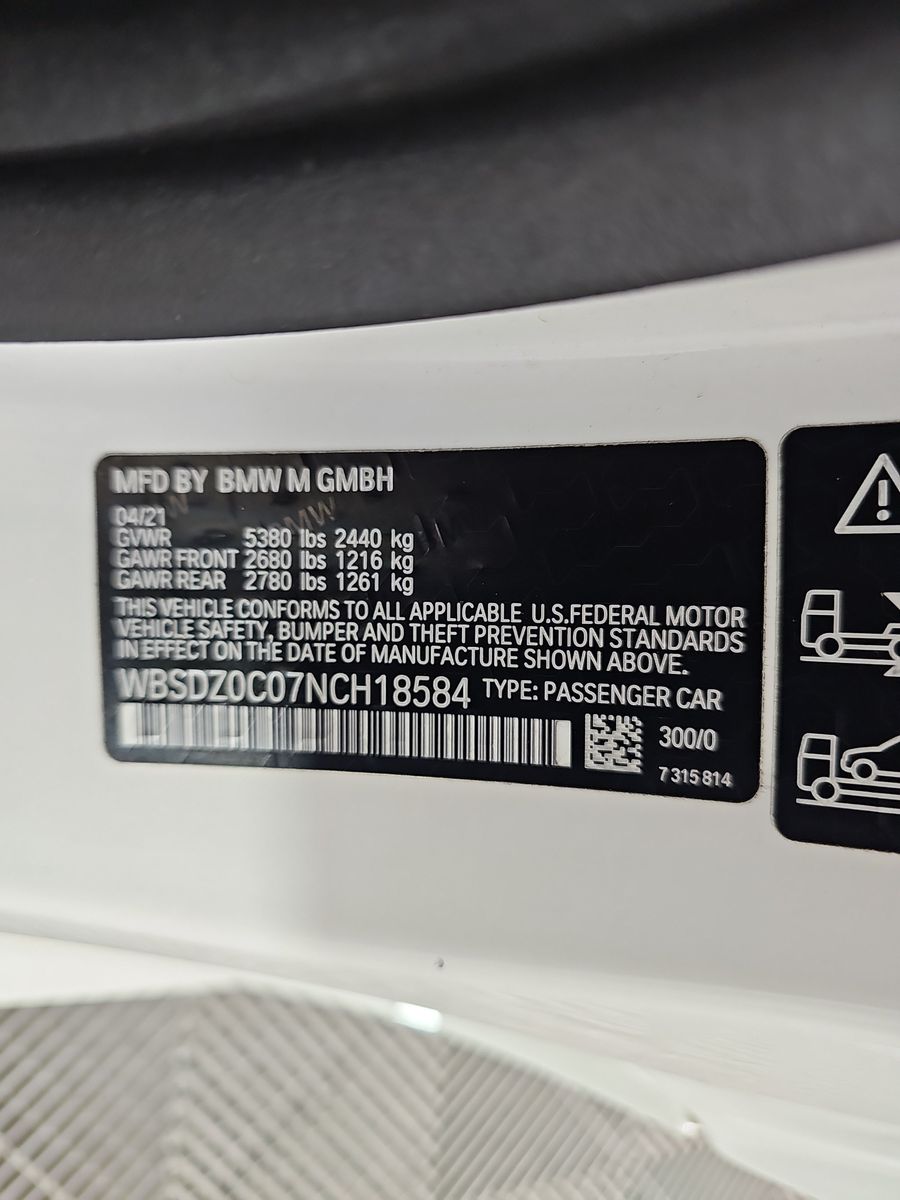 MFD BY BMW M GMBH
04/21
GVWR 5380 lbs 2440 kg
GAWR FRONT 2680 lbs 1216 kg
GAWR REAR 2780 lbs 1261 kg
THIS VEHICLE CONFORMS TO ALL APPLICABLE U.S.FEDERAL MOTOR
VEHICLE SAFETY, BUMPER AND THEFT PREVENTION STANDARDS
IN EFFECT ON THE DATE OF MANUFACTURE SHOWN ABOVE.
WBSDZ0C07NCH18584 TYPE: PASSENGER CAR
300/0
7 315 814